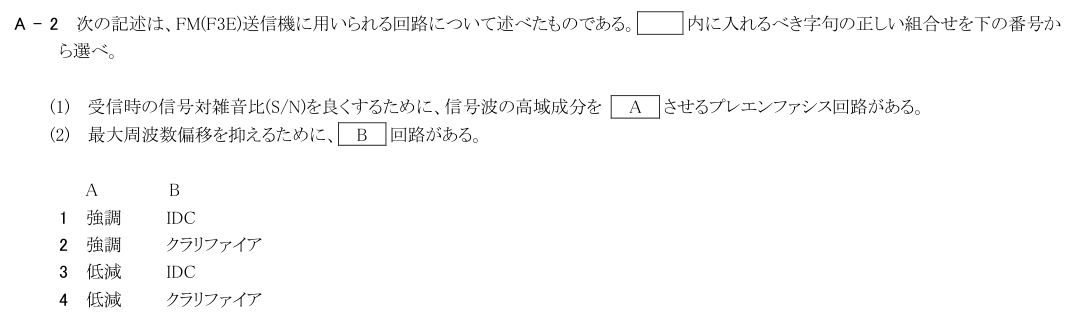 A － 2 次の記述は、FM(F3E)送信機に用いられる回路について述べたものである。 内に入れるべき字句の正しい組合せを下の番号か
ら選べ。
(1) 受信時の信号対雑音比(S/N)を良くするために、信号波の高域成分を A させるプレエンファシス回路がある。
(2) 最大周波数偏移を抑えるために、 B 回路がある。
A B
1 強調 IDC
2 強調 クラリファイア
3 低減 IDC
4 低減 クラリファイア